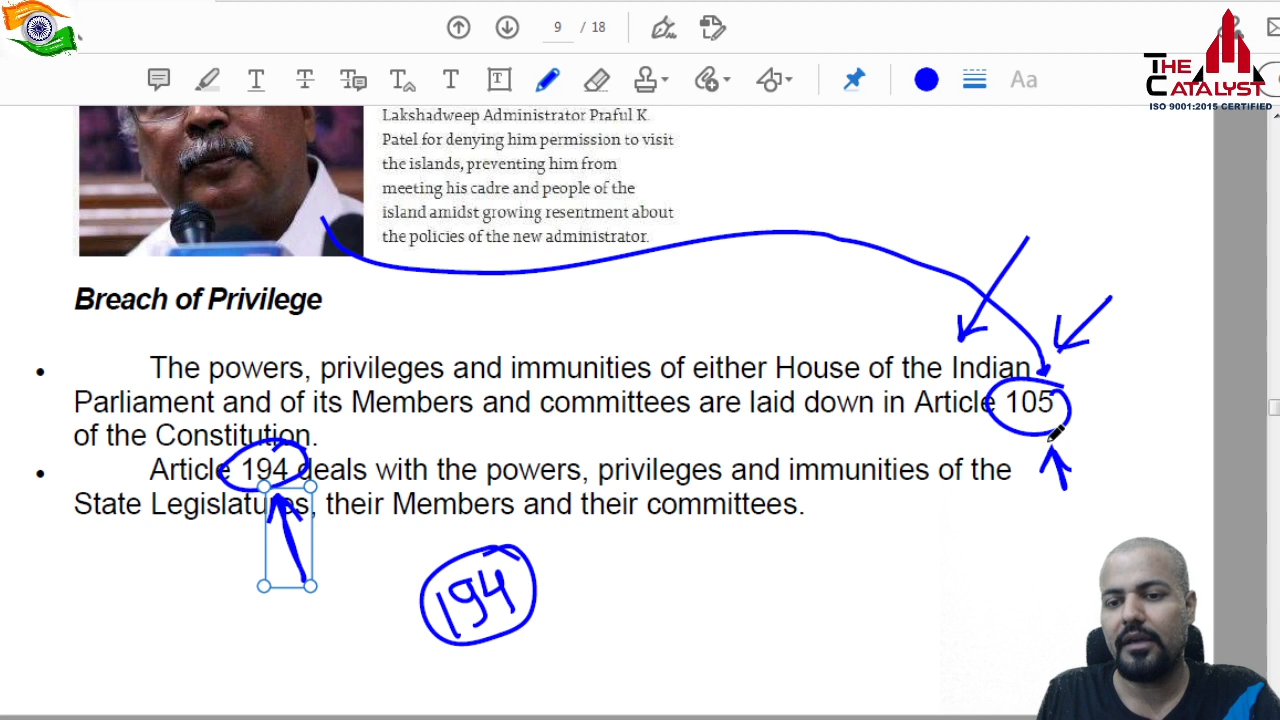 9 / 18
THE
CATALYST
ISO 9001:2015 CERTIFIED
Aa
Lakshadweep Administrator Praful K
Patel for denying him permission to visit
the islands, preventing him from
meeting his cadre and people of the
island amidst growing resentment about
the policies of the new administrator.
Breach of Privilege
• The powers, privileges and immunities of either House of the Indian
Parliament and of its Members and committees are laid down in Article 105
of the Constitution.
• Article 194 deals with the powers, privileges and immunities of the
State Legislatures, their Members and their committees.
194